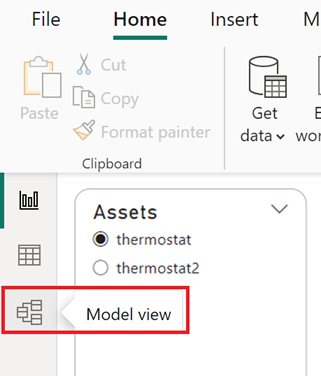 File Home Insert M
Cut
Paste
Copy
Format painter
Clipboard
Get
data
wor
Assets
thermostat
thermostat2
Model view